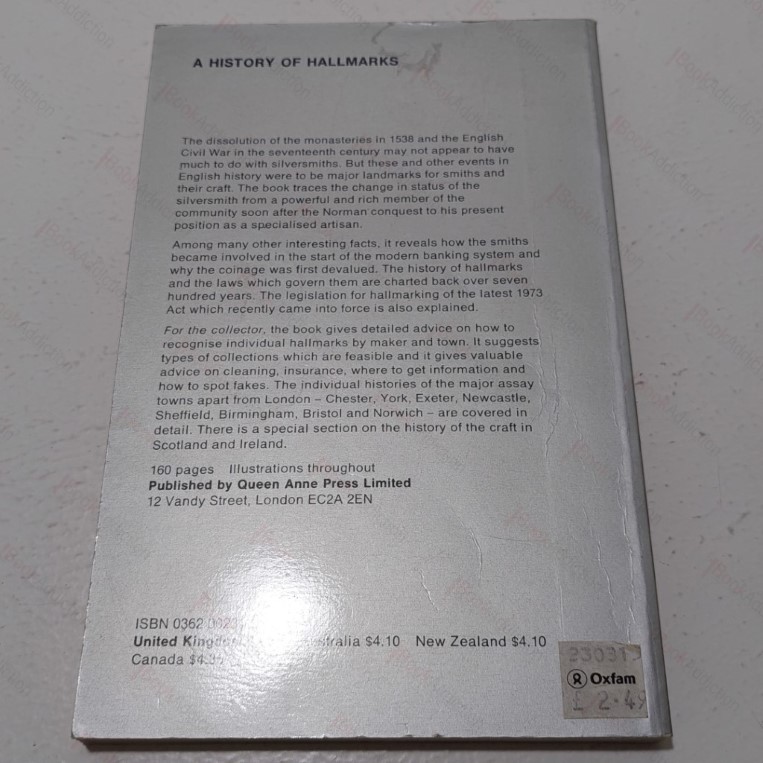 A HISTORY OF HALLMARKS
The dissolution of the monasteries in 1538 and the English
Civil War in the seventeenth century may not appear to have
much to do with silversmiths. But these and other events in
English history were to be major landmarks for smiths and
their craft. The book traces the change in status of the
silversmith from a powerful and rich member of the
community soon after the Norman conquest to his present
position as a specialised artisan.
Among many other interesting facts, it reveals how the smiths
became involved in the start of the modern banking system and
why the coinage was first devalued. The history of hallmarks
and the laws which govern them are charted back over seven
hundred years. The legislation for hallmarking of the latest 1973
Act which recently came into force is also explained.
For the collector, the book gives detailed advice on how to
recognise individual hallmarks by maker and town. It suggests
types of collections which are feasible and it gives valuable
advice on cleaning, insurance, where to get information and
how to spot fakes. The individual histories of the major assay
towns apart from London – Chester, York, Exeter, Newcastle,
Sheffield, Birmingham, Bristol and Norwich – are covered in
detail. There is a special section on the history of the craft in
Scotland and Ireland.
160 pages Illustrations throughout
Published by Queen Anne Press Limited
12 Vandy Street, London EC2A 2EN
ISBN 0362
United New Zealand $4.10
Canada
Oxfam
£ 2.49